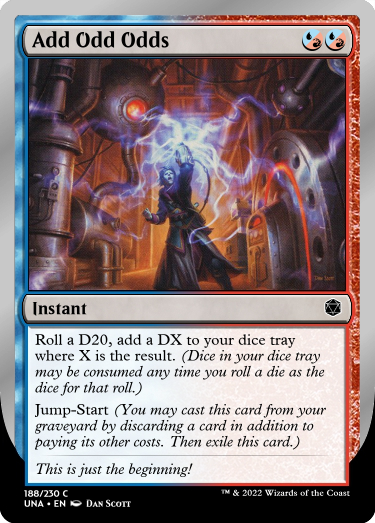 Add Odd Odds
Instant
Roll a D20, add a DX to your dice tray
where X is the result. (Dice in your dice tray
may be consumed any time you roll a die as the
dice for that roll.)
Jump-Start (You may cast this card from your
graveyard by discarding a card in addition to
paying its other costs. Then exile this card.)
This is just the beginning!
188/230 C
™ & 2022 Wizards of the Coast
UNA • EN Dan Scott